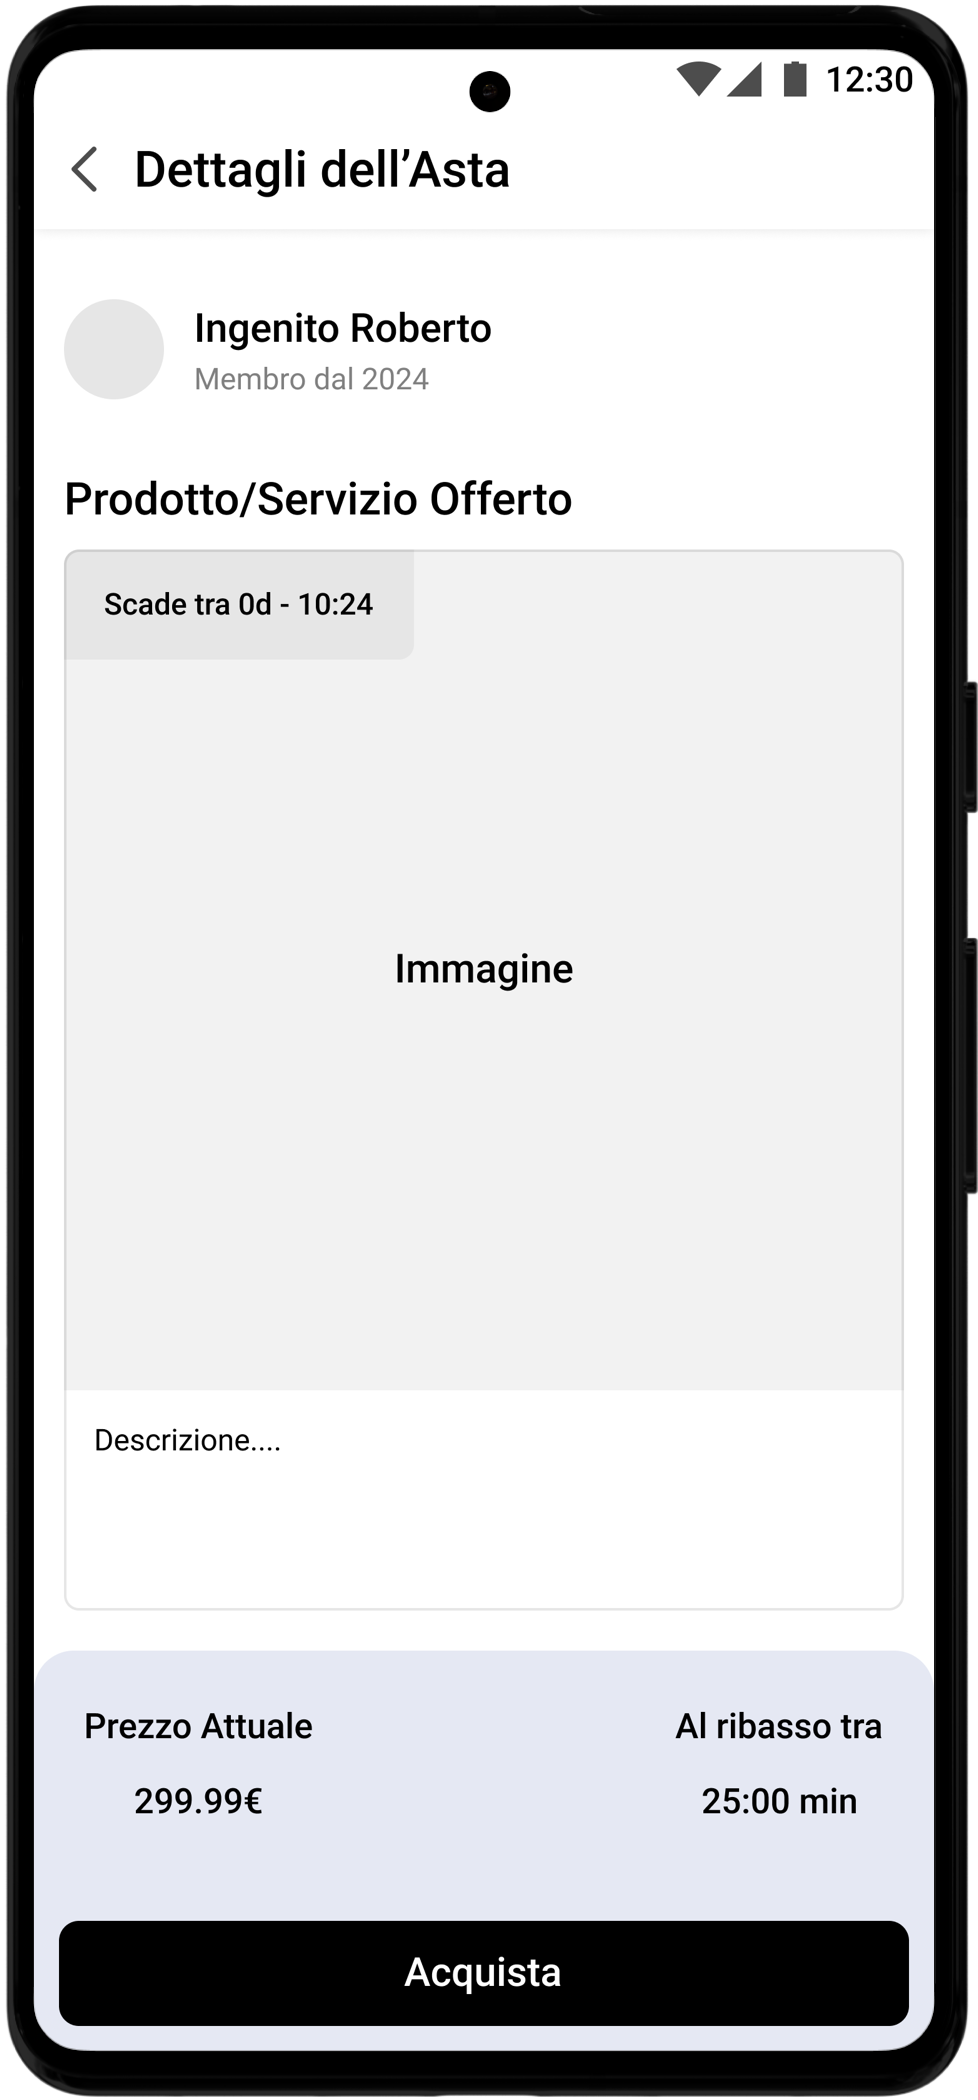 12:30
Dettagli dell’Asta
Ingenito Roberto
Membro dal 2024
Prodotto/Servizio Offerto
Scade tra 0d - 10:24
Immagine
Descrizione....
Prezzo Attuale
Al ribasso tra
299.99€
25:00 min
Acquista